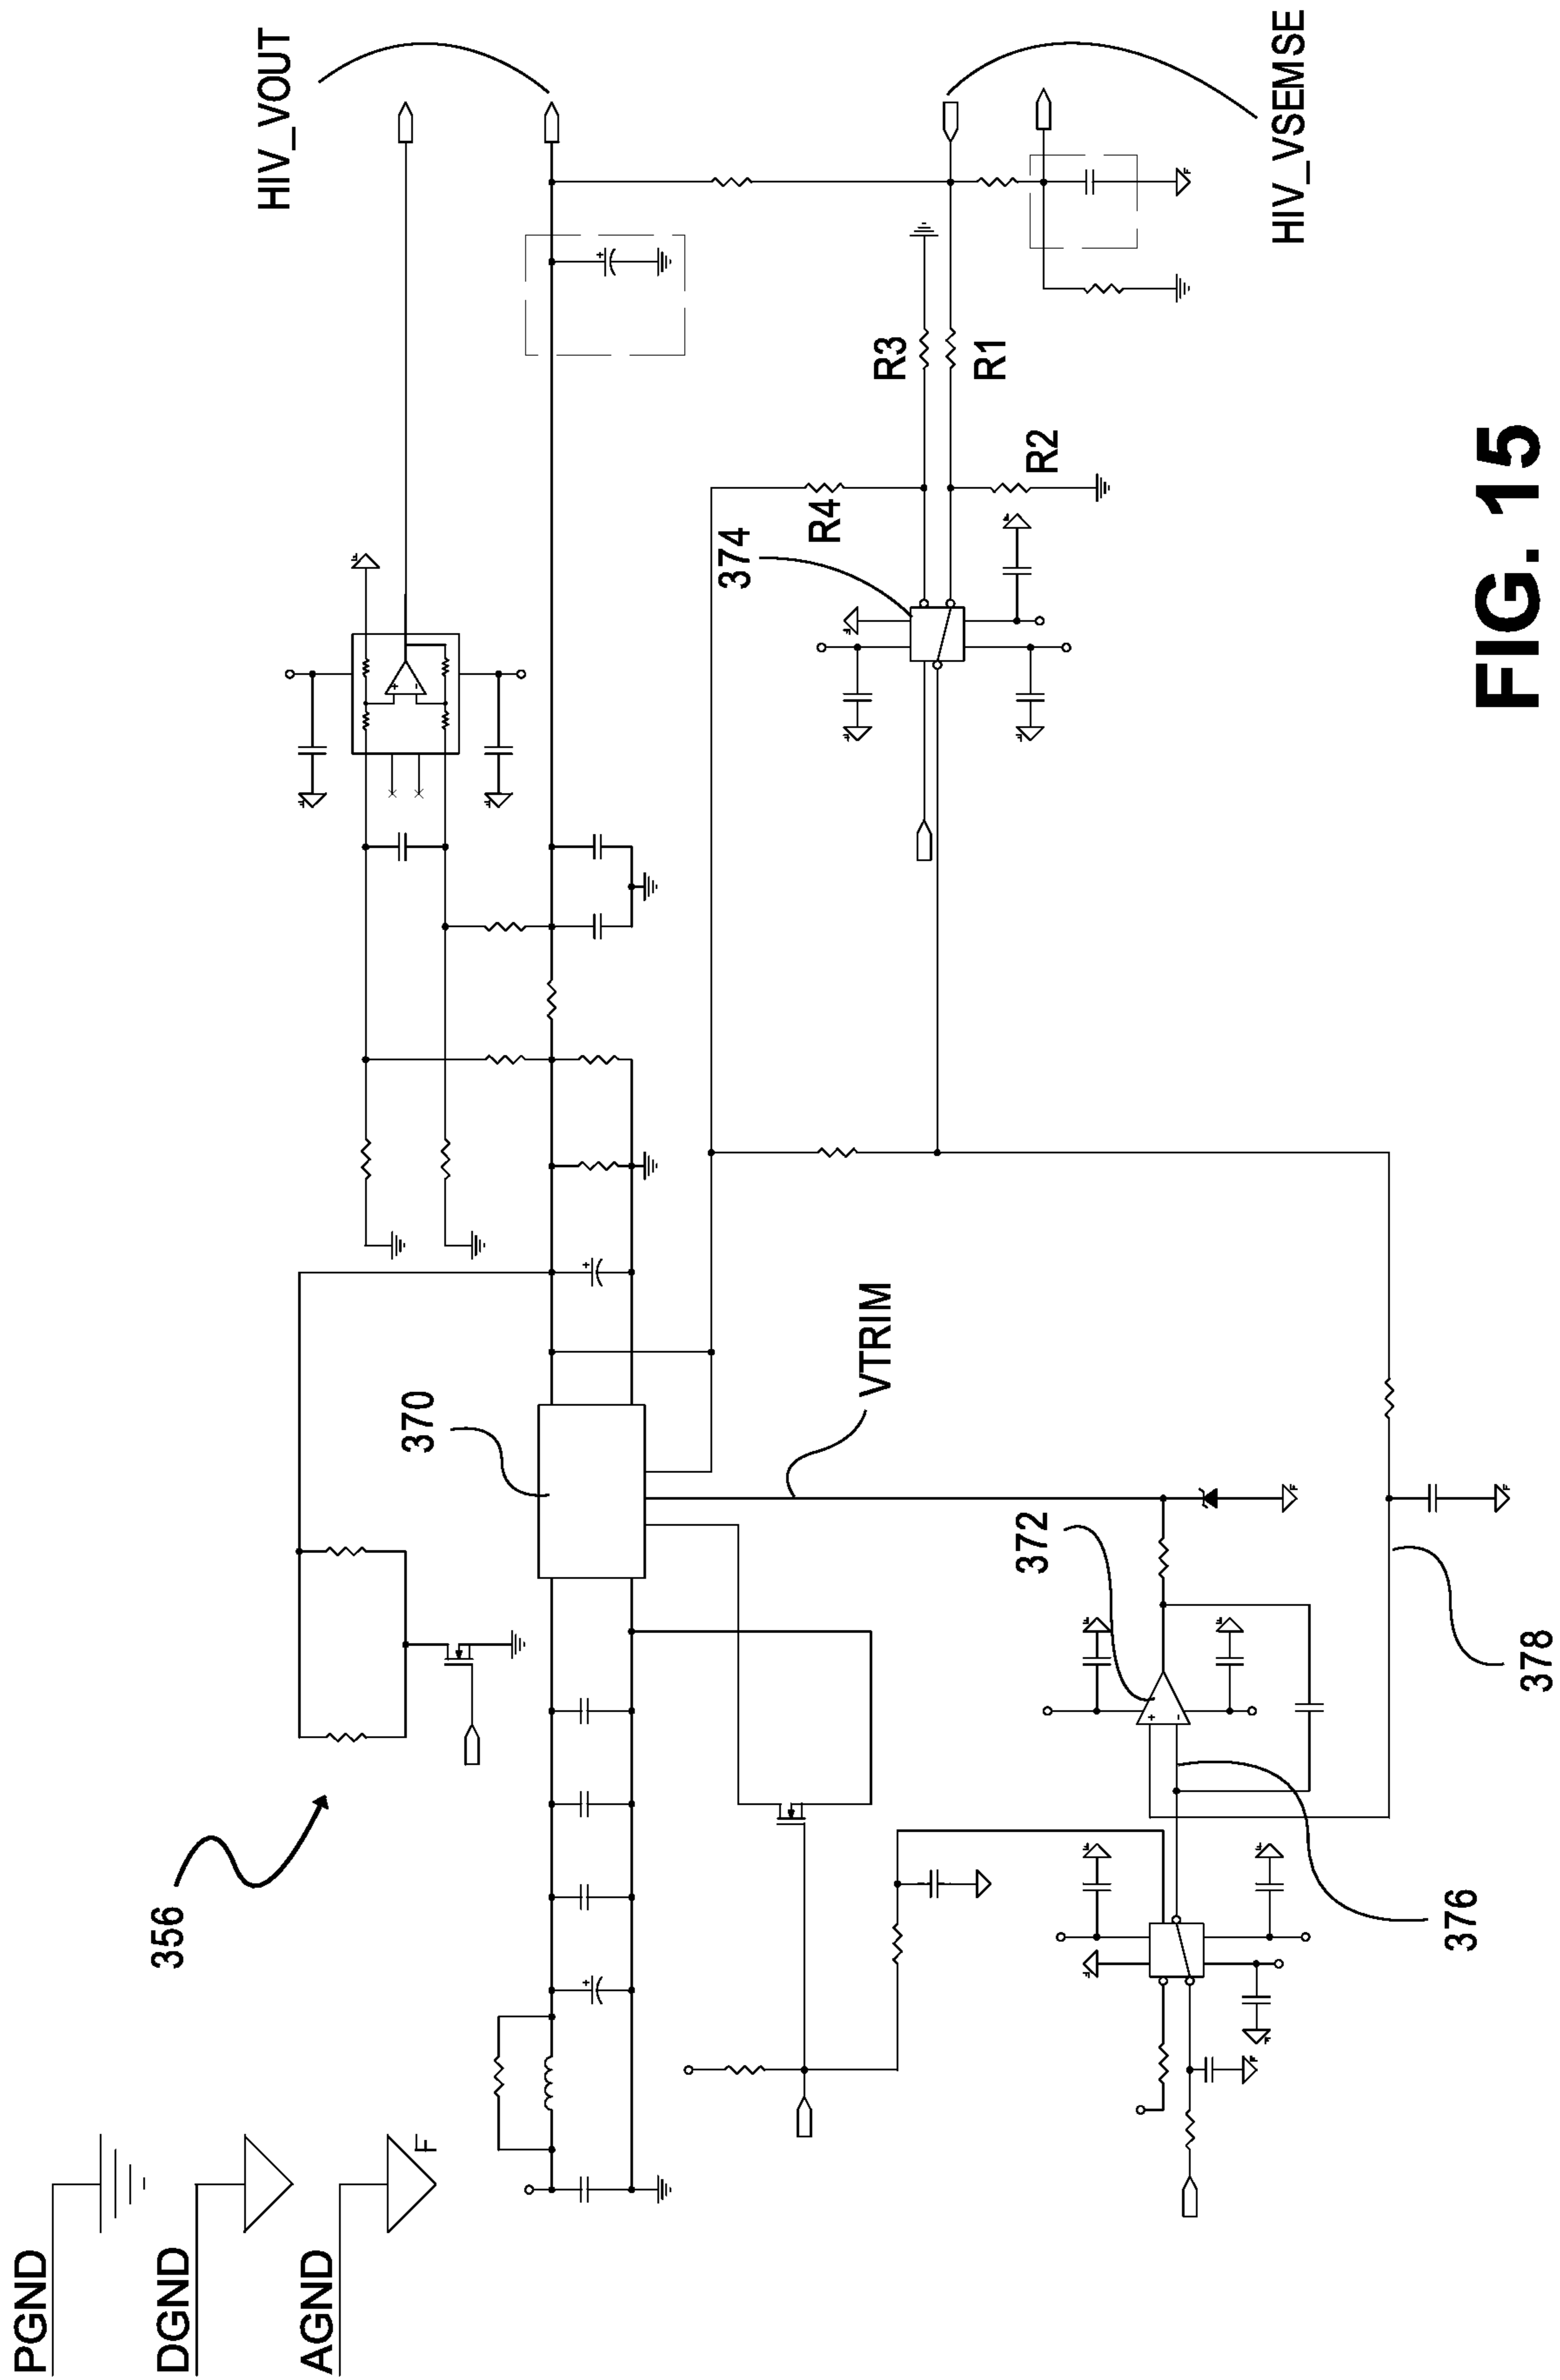 PGND
DGND
AGND
356
370
HIV_VOUT
VTRIM
372
376
378
374
R4
R3
R1
R2
HIV_VSEMSE
+
+
+
+
-
+
-
F
FIG. 15